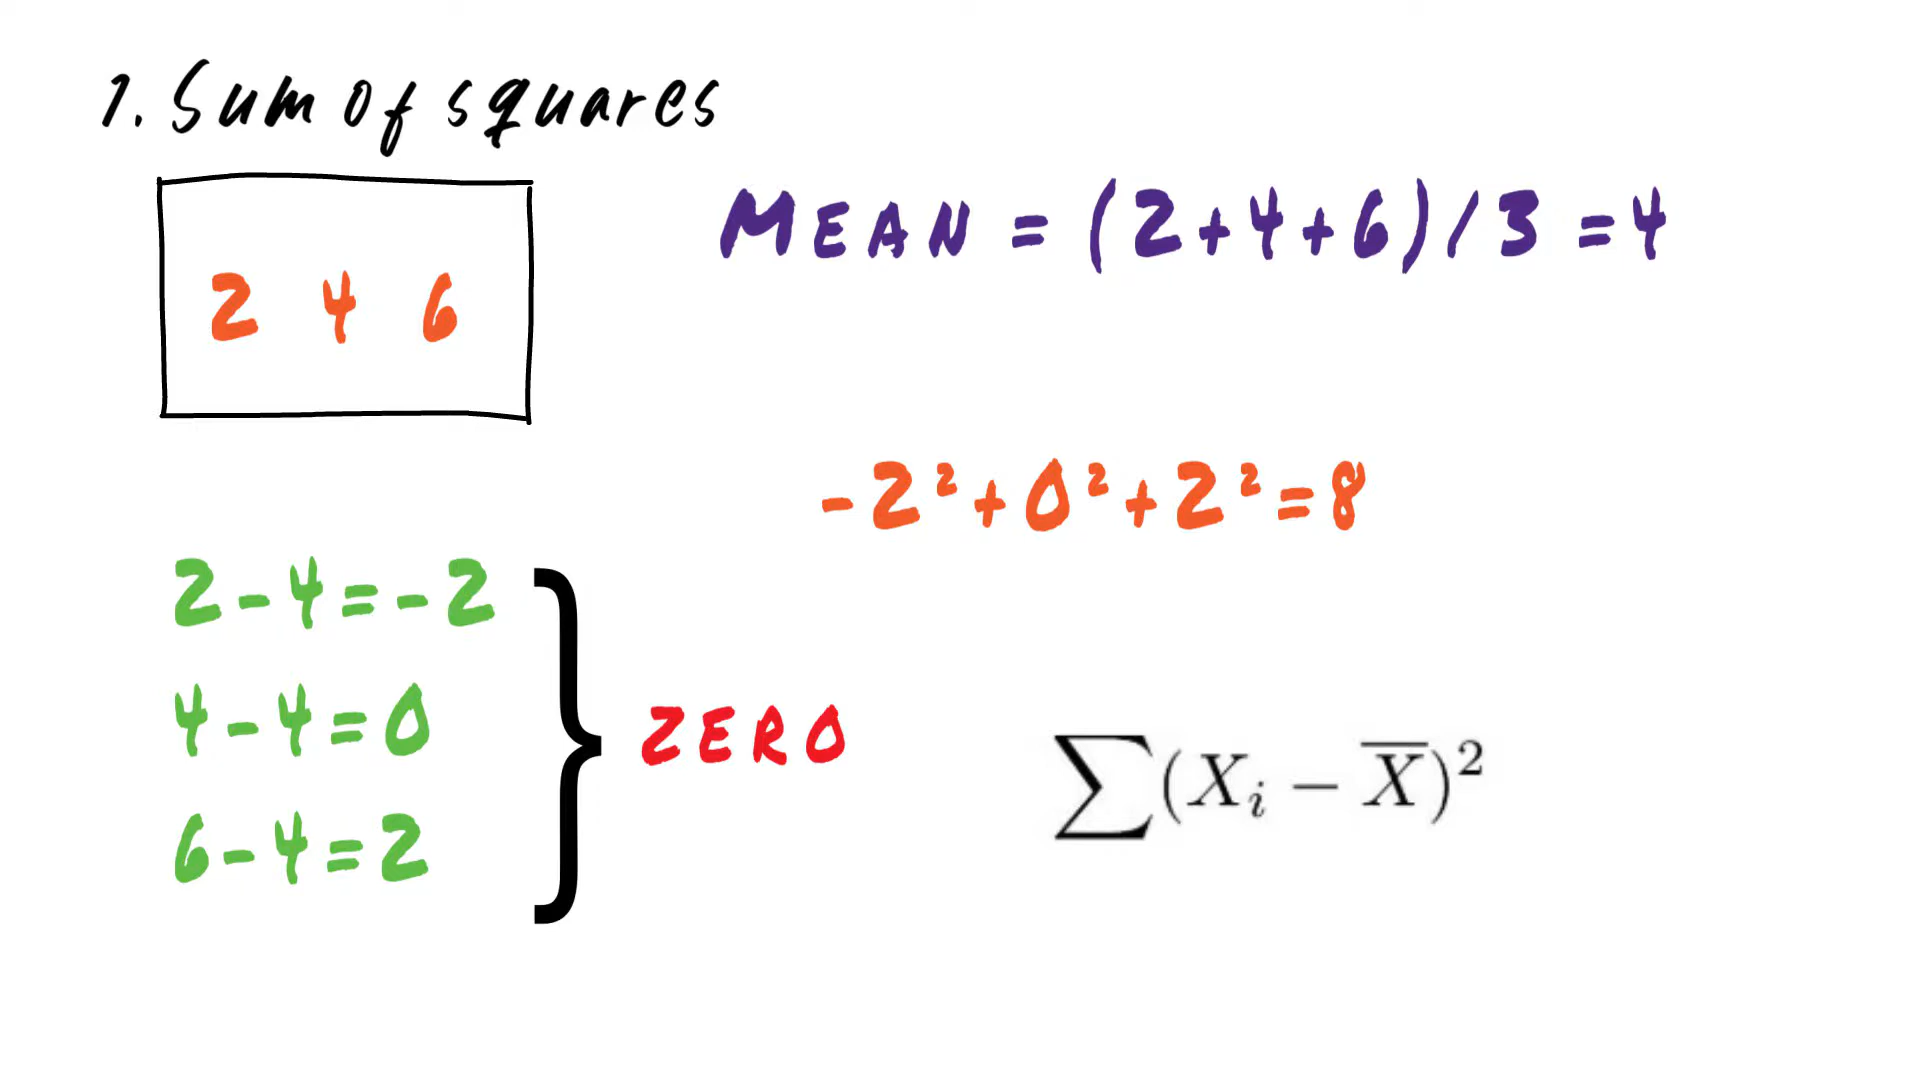 1. Sum of squares
MEAN = (2+4+6)/3 = 4
2 4 6
-2²+0²+2²=8
2-4=-2
4-4=0
6-4=2
ZERO
∑(Xᵢ − X̅)²